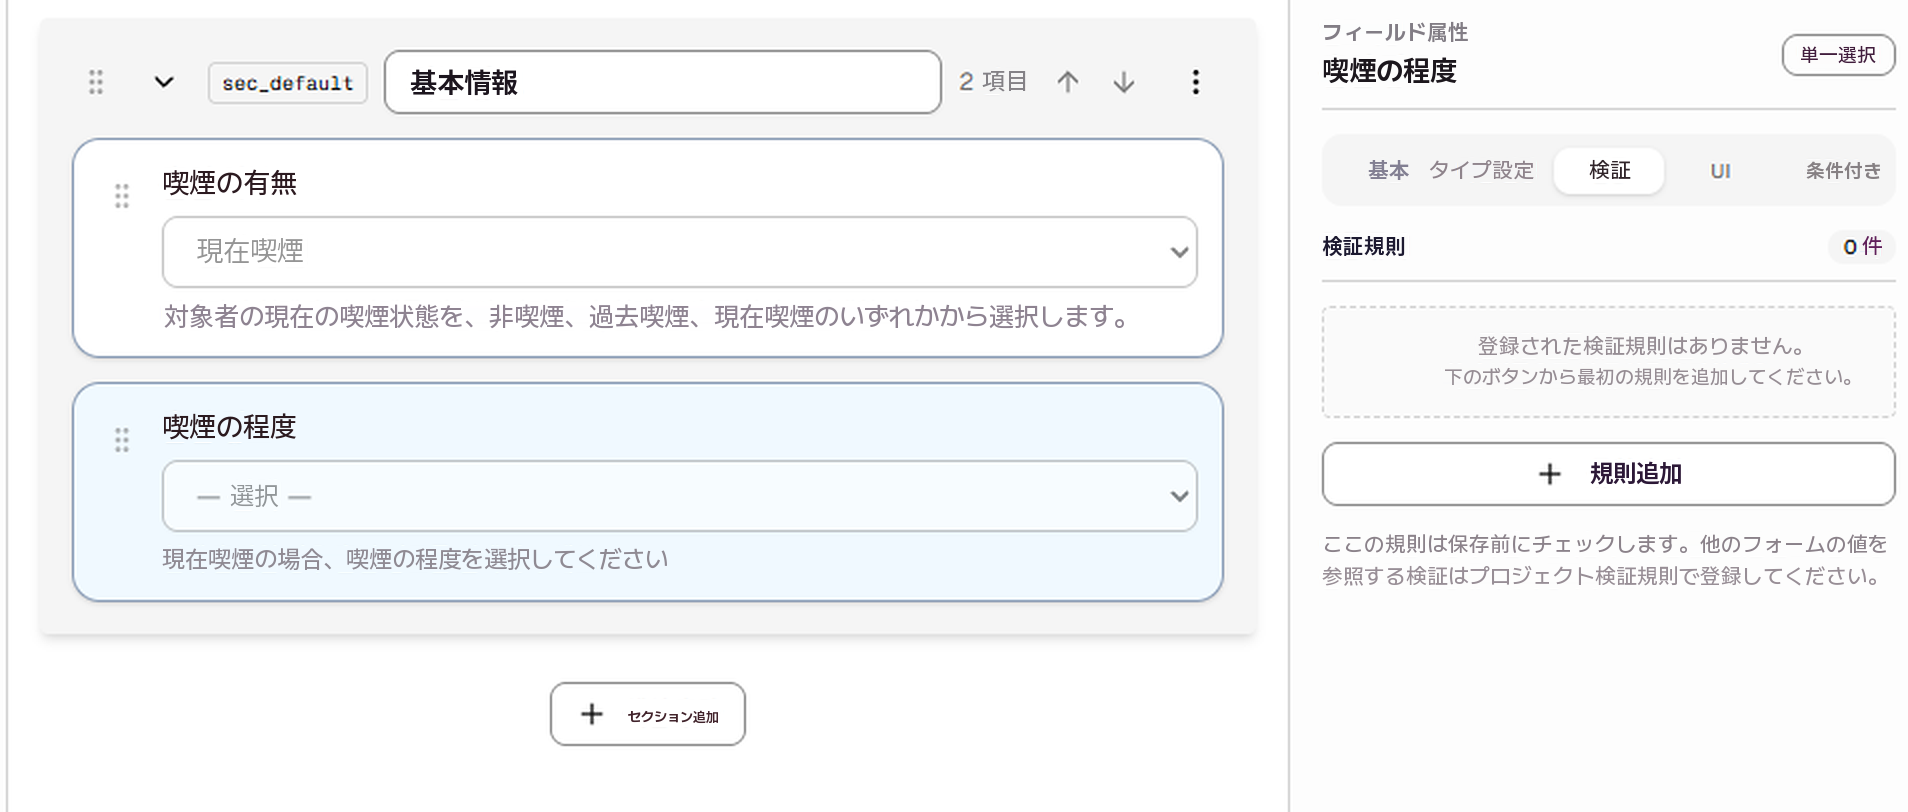 sec_default
基本情報
2 項目
喫煙の有無
現在喫煙
対象者の現在の喫煙状態を、非喫煙、過去喫煙、現在喫煙のいずれかから選択します。
喫煙の程度
— 選択 —
現在喫煙の場合、喫煙の程度を選択してください
セクション追加
フィールド属性
喫煙の程度
単一選択
基本 タイプ設定 検証 UI 条件付き
検証規則
0 件
登録された検証規則はありません。
下のボタンから最初の規則を追加してください。
規則追加
ここの規則は保存前にチェックします。他のフォームの値を
参照する検証はプロジェクト検証規則で登録してください。